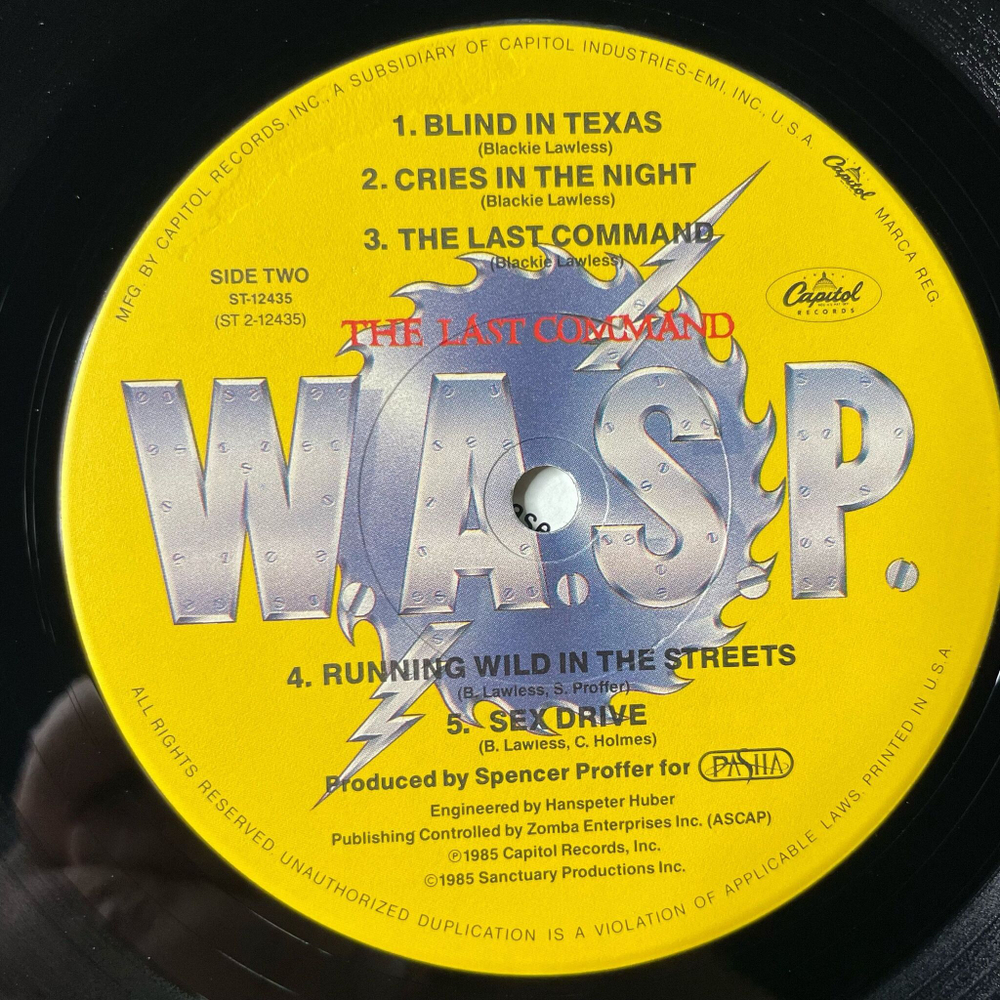 MFG. BY CAPITOL RECORDS, INC., A SUBSIDIARY OF CAPITOL INDUSTRIES-EMI, INC., U.S.A. Capitol MARCA REG.
1. BLIND IN TEXAS
(Blackie Lawless)
2. CRIES IN THE NIGHT
(Blackie Lawless)
3. THE LAST COMMAND
(Blackie Lawless)
SIDE TWO
ST-12435
(ST 2-12435)
Capitol
RECORDS
THE LAST COMMAND
W.A.S.P.
4. RUNNING WILD IN THE STREETS
(B. Lawless, S. Proffer)
5. SEX DRIVE
(B. Lawless, C. Holmes)
Produced by Spencer Proffer for PASHA
Engineered by Hanspeter Huber
Publishing Controlled by Zomba Enterprises Inc. (ASCAP)
℗1985 Capitol Records, Inc.
©1985 Sanctuary Productions Inc.
ALL RIGHTS RESERVED. UNAUTHORIZED DUPLICATION IS A VIOLATION OF APPLICABLE LAWS. PRINTED IN U.S.A.